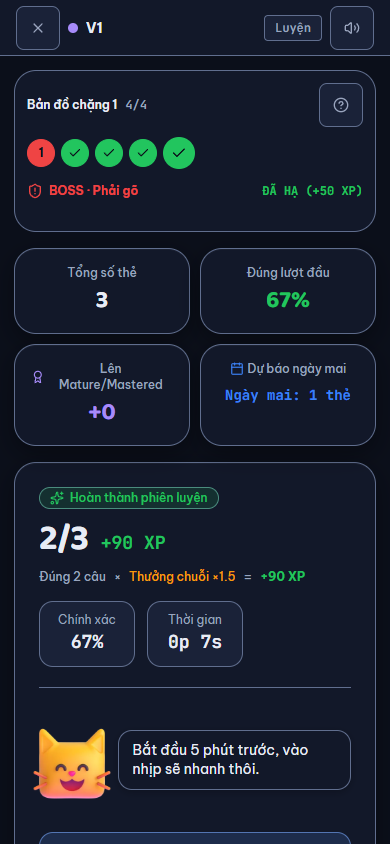 V1
Luyện
Bản đồ chặng 1 4/4
1
BOSS · Phải gõ
ĐÃ HẠ (+50 XP)
Tổng số thẻ
3
Đúng lượt đầu
67%
Lên
Mature/Mastered
+0
Dự báo ngày mai
Ngày mai: 1 thẻ
Hoàn thành phiên luyện
2/3 +90 XP
Đúng 2 câu × Thưởng chuỗi ×1.5 = +90 XP
Chính xác
67%
Thời gian
0p 7s
Bắt đầu 5 phút trước, vào
nhịp sẽ nhanh thôi.